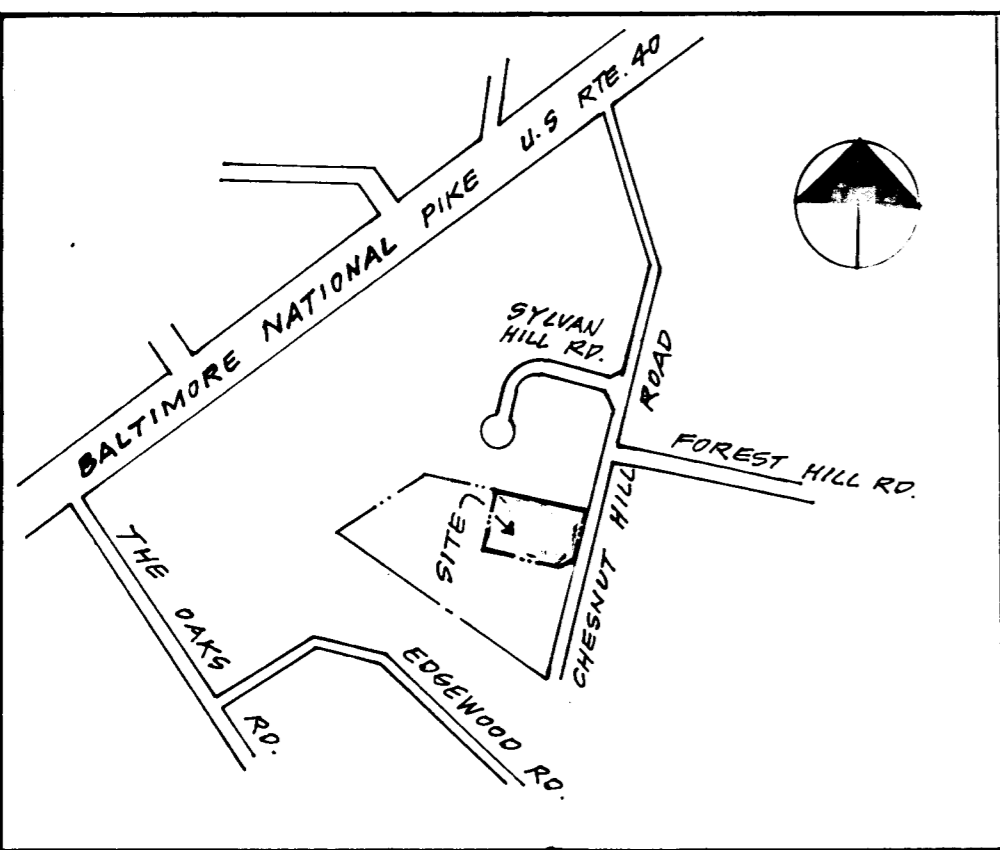 BALTIMORE NATIONAL PIKE U.S RTE. 40
SYLVAN
HILL RD.
CHESNUT HILL ROAD
FOREST HILL RD.
SITE
THE OAKS RD.
EDGEWOOD RD.